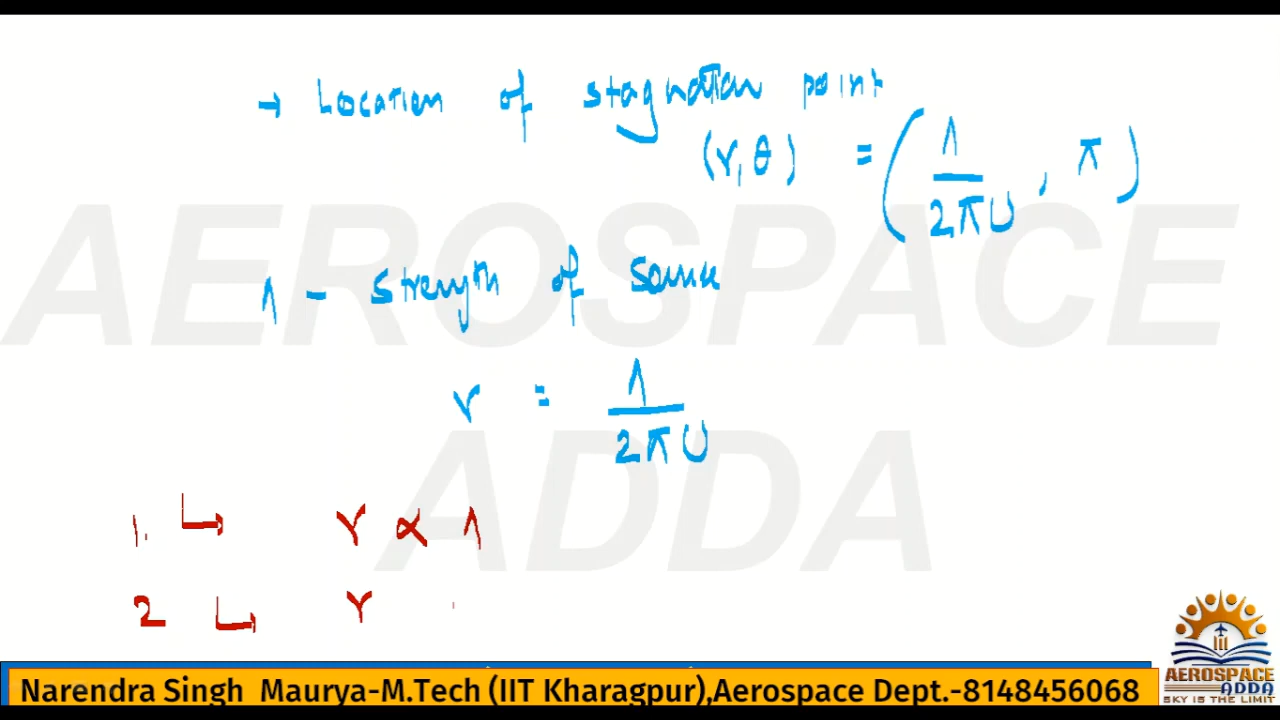 → Location of stagnation point
(r, θ) = ( Λ / 2πU , π )
Λ - strength of source
r = Λ / 2πU
1. ↳ r ∝ Λ
2 ↳ r
AEROSPACE
ADDA
Narendra Singh Maurya-M.Tech (IIT Kharagpur),Aerospace Dept.-8148456068
AEROSPACE
ADDA
SKY IS THE LIMIT